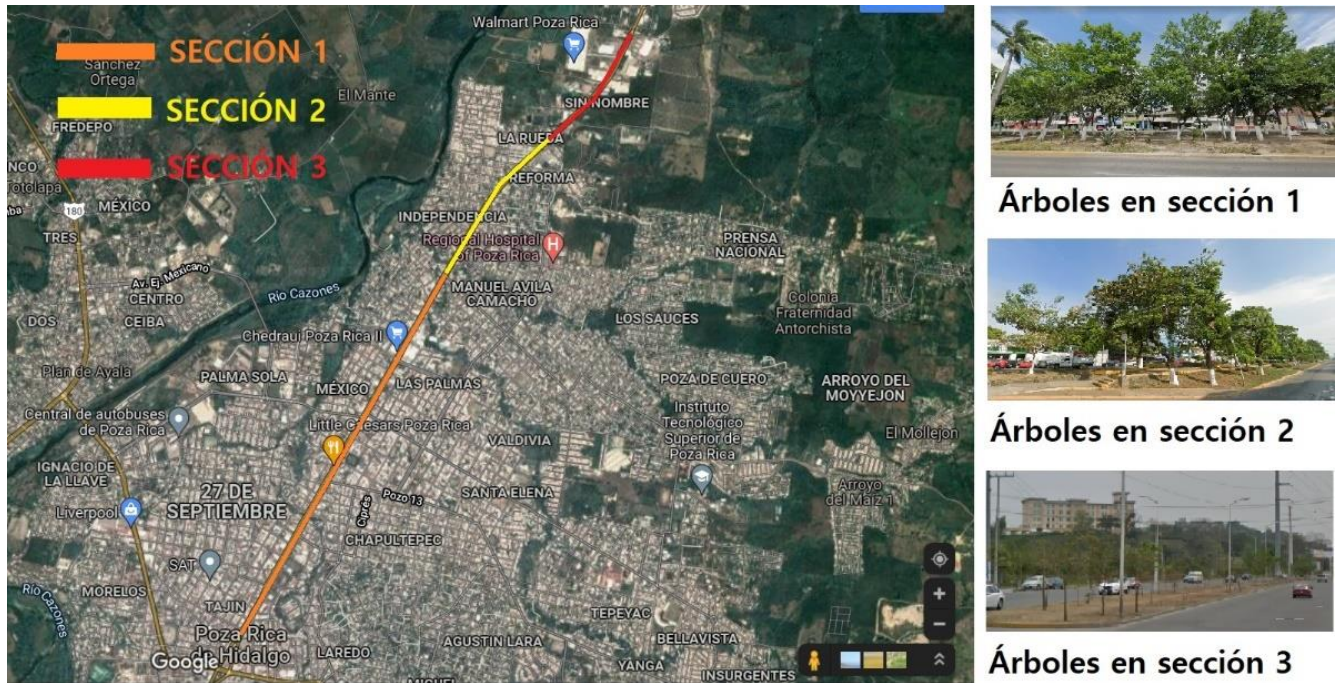 Walmart Poza Rica
SECCIÓN 1
Sánchez
Ortega
El Mante
SIN NOMBRE
SECCIÓN 2
FREDEPO
LA RUEDA
SECCIÓN 3
REFORMA
NCO
Totolapa
MÉXICO
180
TRES
INDEPENDENCIA
Regional Hospital
of Poza Rica
PRENSA
NACIONAL
Av. Ej. Mexicano
CENTRO
MANUEL AVILA
CAMACHO
Río Cazones
Colonia
Fraternidad
Antorchista
DOS
CEIBA
LOS SAUCES
Chedraui Poza Rica II
Plan de Ayala
PALMA SOLA
MÉXICO
LAS PALMAS
POZA DE CUERO
ARROYO DEL
MOYYEJON
Central de autobuses
de Poza Rica
Little Caesars Poza Rica
Instituto
Tecnológico
Superior de
Poza Rica
El Mollejon
VALDIVIA
IGNACIO DE
LA LLAVE
27 DE
SEPTIEMBRE
Pozo 13
Ciprés
SANTA ELENA
Arroyo
del Maíz 1
Liverpool
CHAPULTEPEC
SAT
MORELOS
Río
Cazones
TAJIN
TEPEYAC
Poza Rica
de Hidalgo
Google
LAREDO
AGUSTIN LARA
BELLAVISTA
YANGA
INSURGENTES
Árboles en sección 1
Árboles en sección 2
Árboles en sección 3